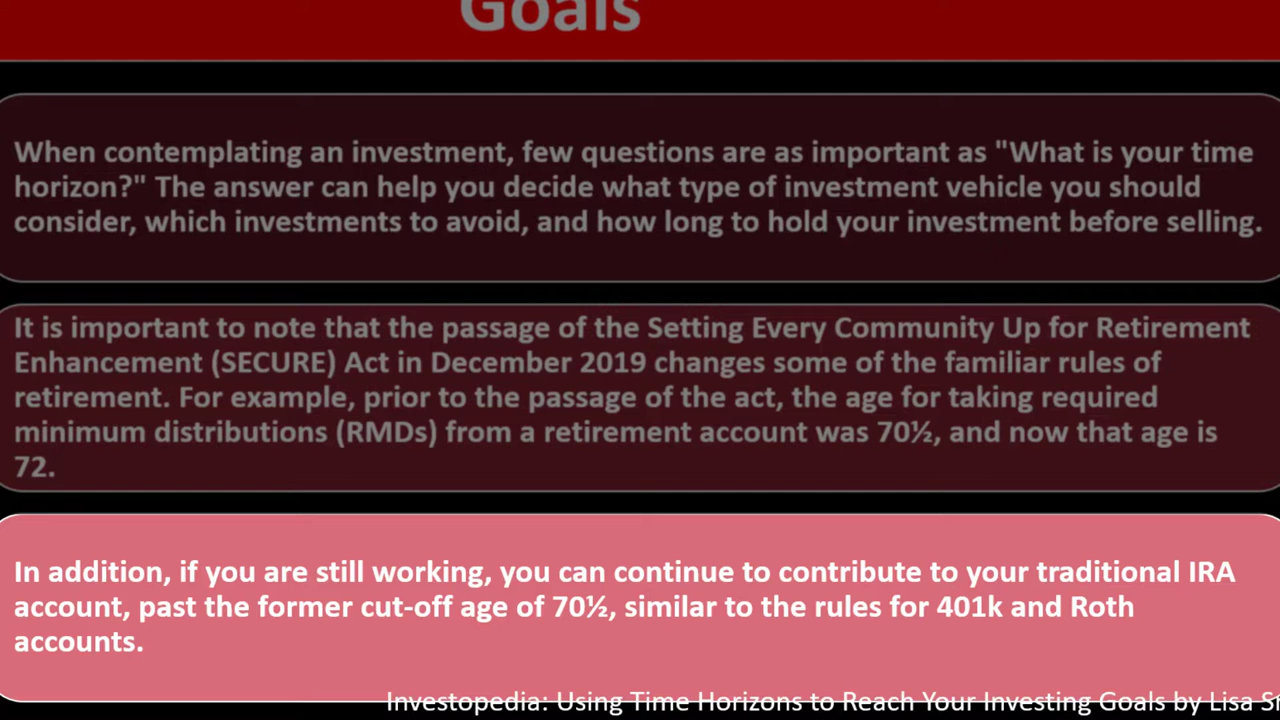 Goals
When contemplating an investment, few questions are as important as "What is your time
horizon?" The answer can help you decide what type of investment vehicle you should
consider, which investments to avoid, and how long to hold your investment before selling.
It is important to note that the passage of the Setting Every Community Up for Retirement
Enhancement (SECURE) Act in December 2019 changes some of the familiar rules of
retirement. For example, prior to the passage of the act, the age for taking required
minimum distributions (RMDs) from a retirement account was 70½, and now that age is
72.
In addition, if you are still working, you can continue to contribute to your traditional IRA
account, past the former cut-off age of 70½, similar to the rules for 401k and Roth
accounts.
Investopedia: Using Time Horizons to Reach Your Investing Goals by Lisa